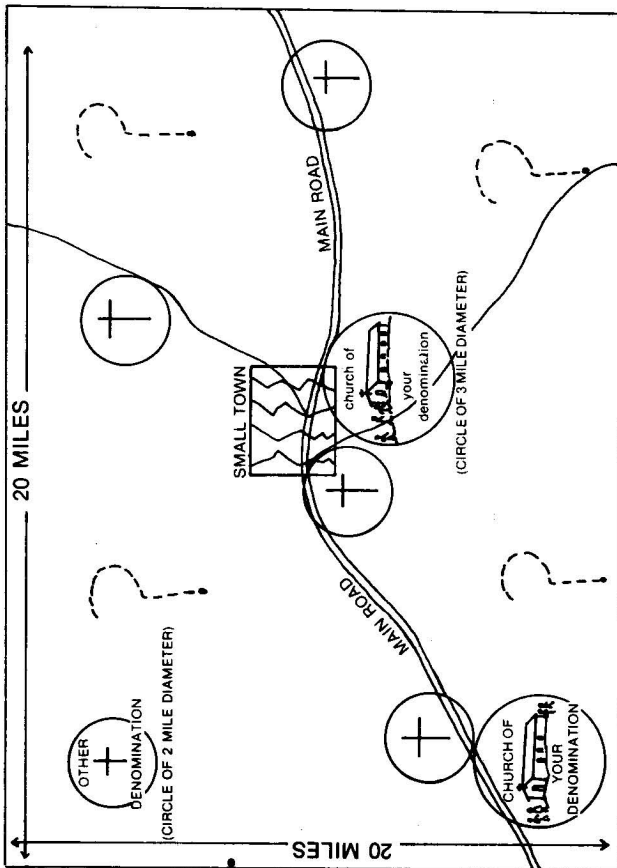 20 MILES
20 MILES
SMALL TOWN
MAIN ROAD
MAIN ROAD
church of
your
denomination
(CIRCLE OF 3 MILE DIAMETER)
OTHER
DENOMINATION
(CIRCLE OF 2 MILE DIAMETER)
CHURCH OF
YOUR
DENOMINATION